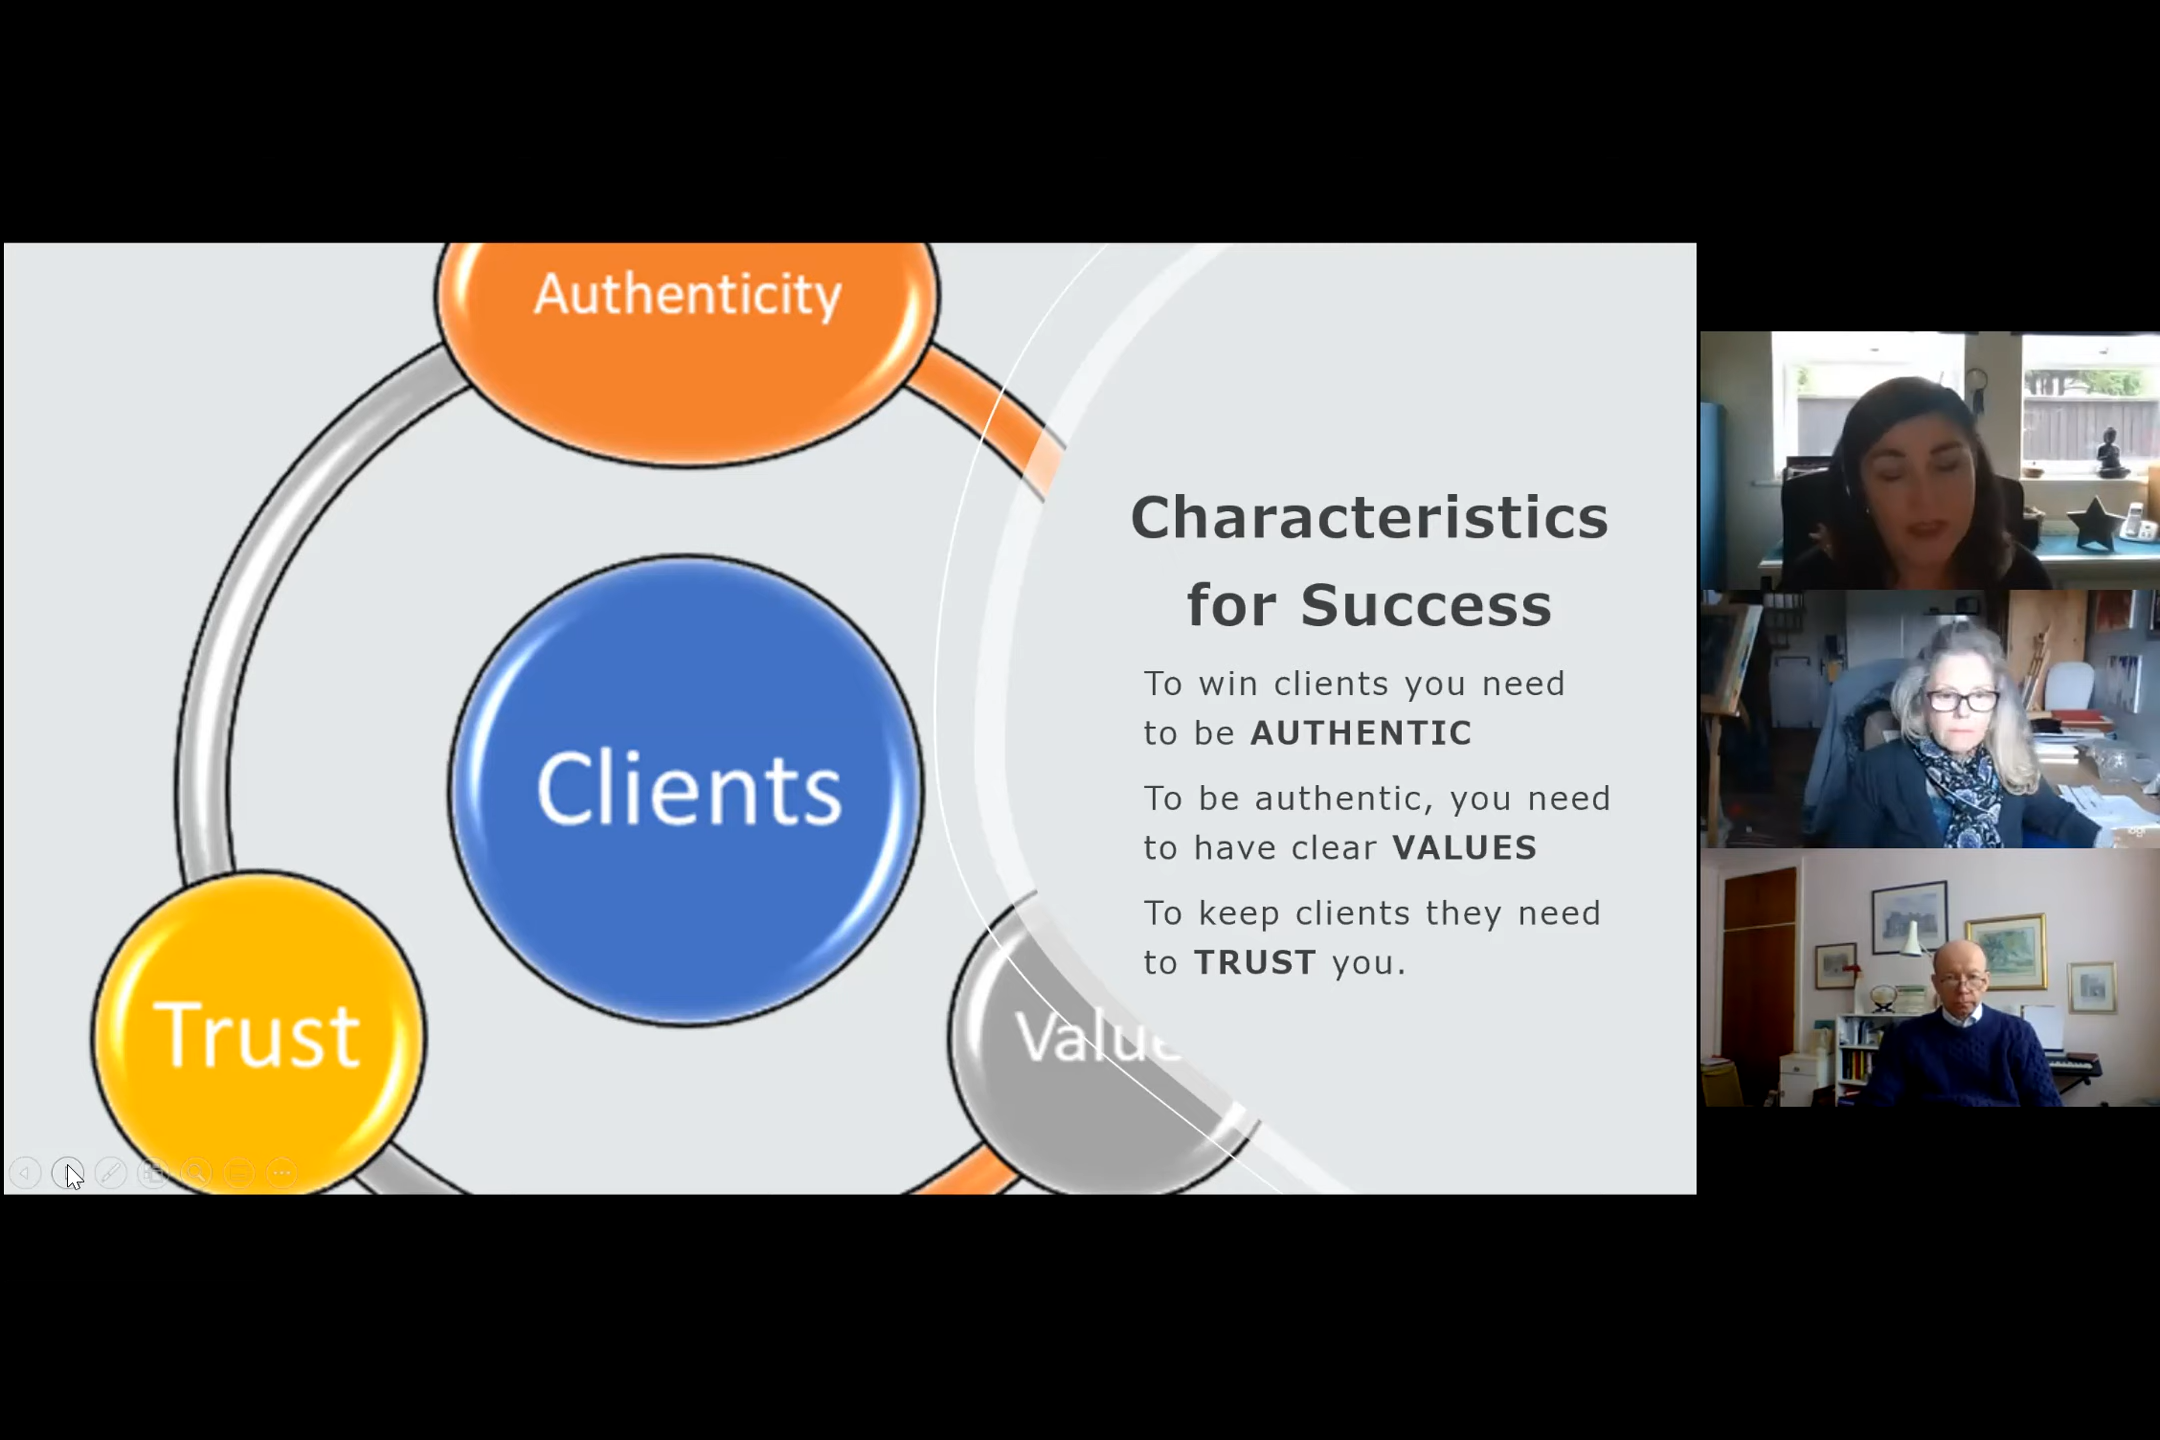 Authenticity
Clients
Trust
Value
Characteristics
for Success
To win clients you need
to be AUTHENTIC
To be authentic, you need
to have clear VALUES
To keep clients they need
to TRUST you.